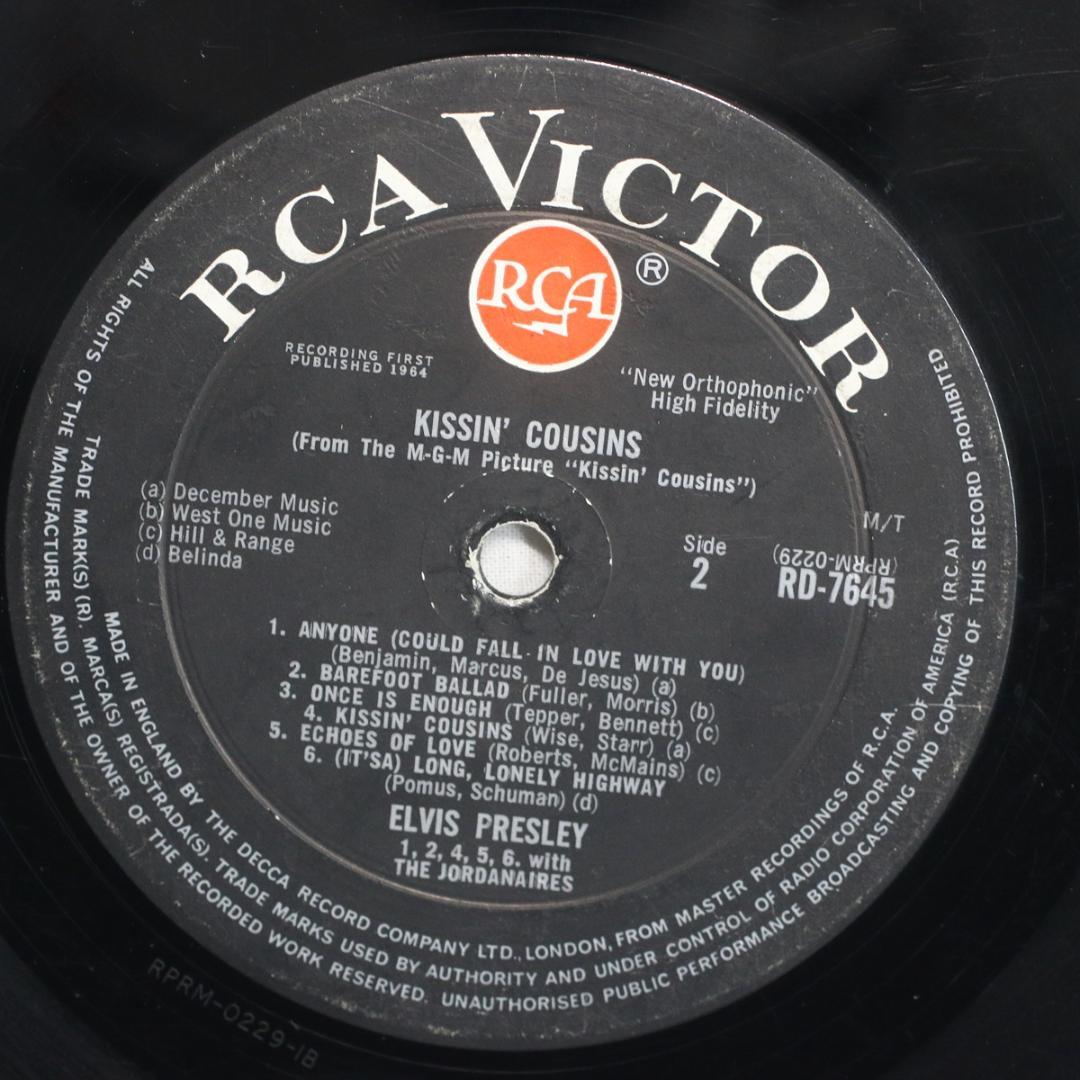 RCA VICTOR
RCA
®
RECORDING FIRST
PUBLISHED 1964
"New Orthophonic"
High Fidelity
KISSIN' COUSINS
(From The M-G-M Picture "Kissin' Cousins")
(a) December Music
(b) West One Music
(c) Hill & Range
(d) Belinda
M/T
Side
2
(RPRM-0229)
RD-7645
1. ANYONE (COULD FALL IN LOVE WITH YOU)
(Benjamin, Marcus, De Jesus) (a)
2. BAREFOOT BALLAD (Fuller, Morris) (b)
3. ONCE IS ENOUGH (Tepper, Bennett) (c)
4. KISSIN' COUSINS (Wise, Starr) (a)
5. ECHOES OF LOVE (Roberts, McMains) (c)
6. (IT'SA) LONG, LONELY HIGHWAY
(Pomus, Schuman) (d)
ELVIS PRESLEY
1, 2, 4, 5, 6. with
THE JORDANAIRES
MADE IN ENGLAND BY THE DECCA RECORD COMPANY LTD., LONDON, FROM MASTER RECORDINGS OF R.C.A.
TRADE MARK(S) (R). MARCA(S) REGISTRADA(S). TRADE MARKS USED BY AUTHORITY AND UNDER CONTROL OF RADIO CORPORATION OF AMERICA (R.C.A)
ALL RIGHTS OF THE MANUFACTURER AND OF THE OWNER OF THE RECORDED WORK RESERVED. UNAUTHORISED PUBLIC PERFORMANCE BROADCASTING AND COPYING OF THIS RECORD PROHIBITED
RPRM-0229-1B